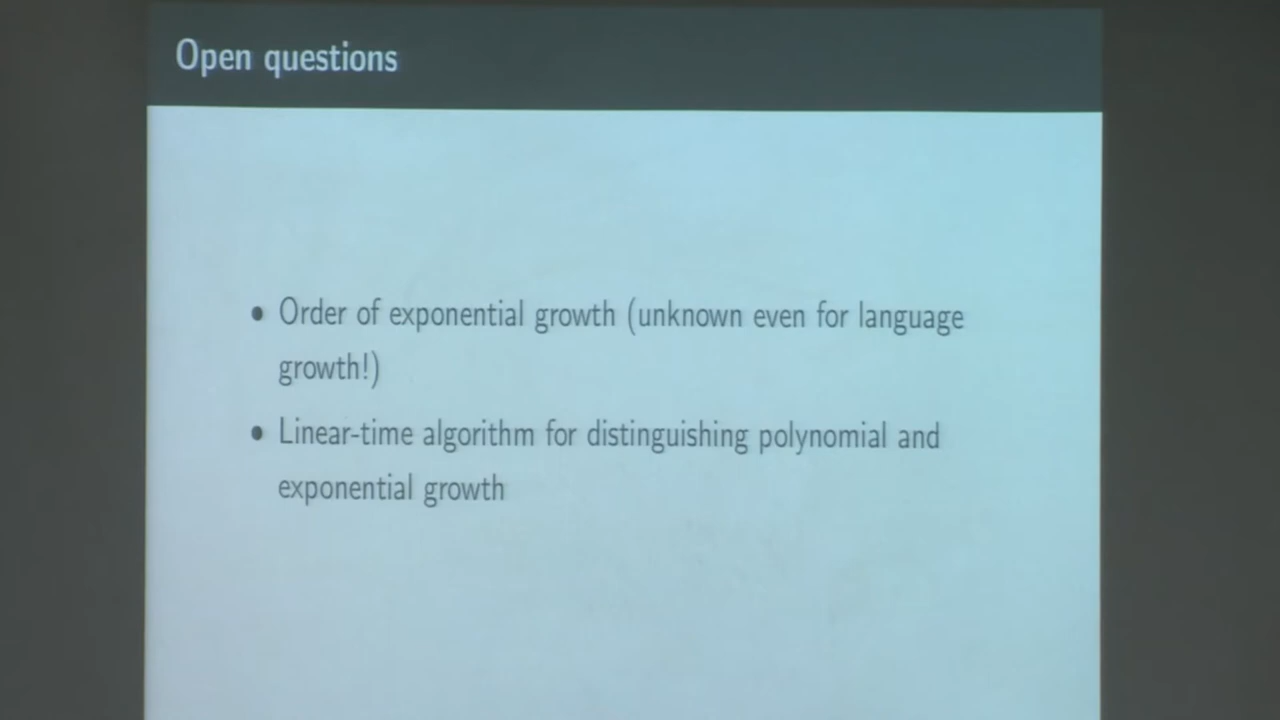 Open questions
• Order of exponential growth (unknown even for language
growth!)
• Linear-time algorithm for distinguishing polynomial and
exponential growth